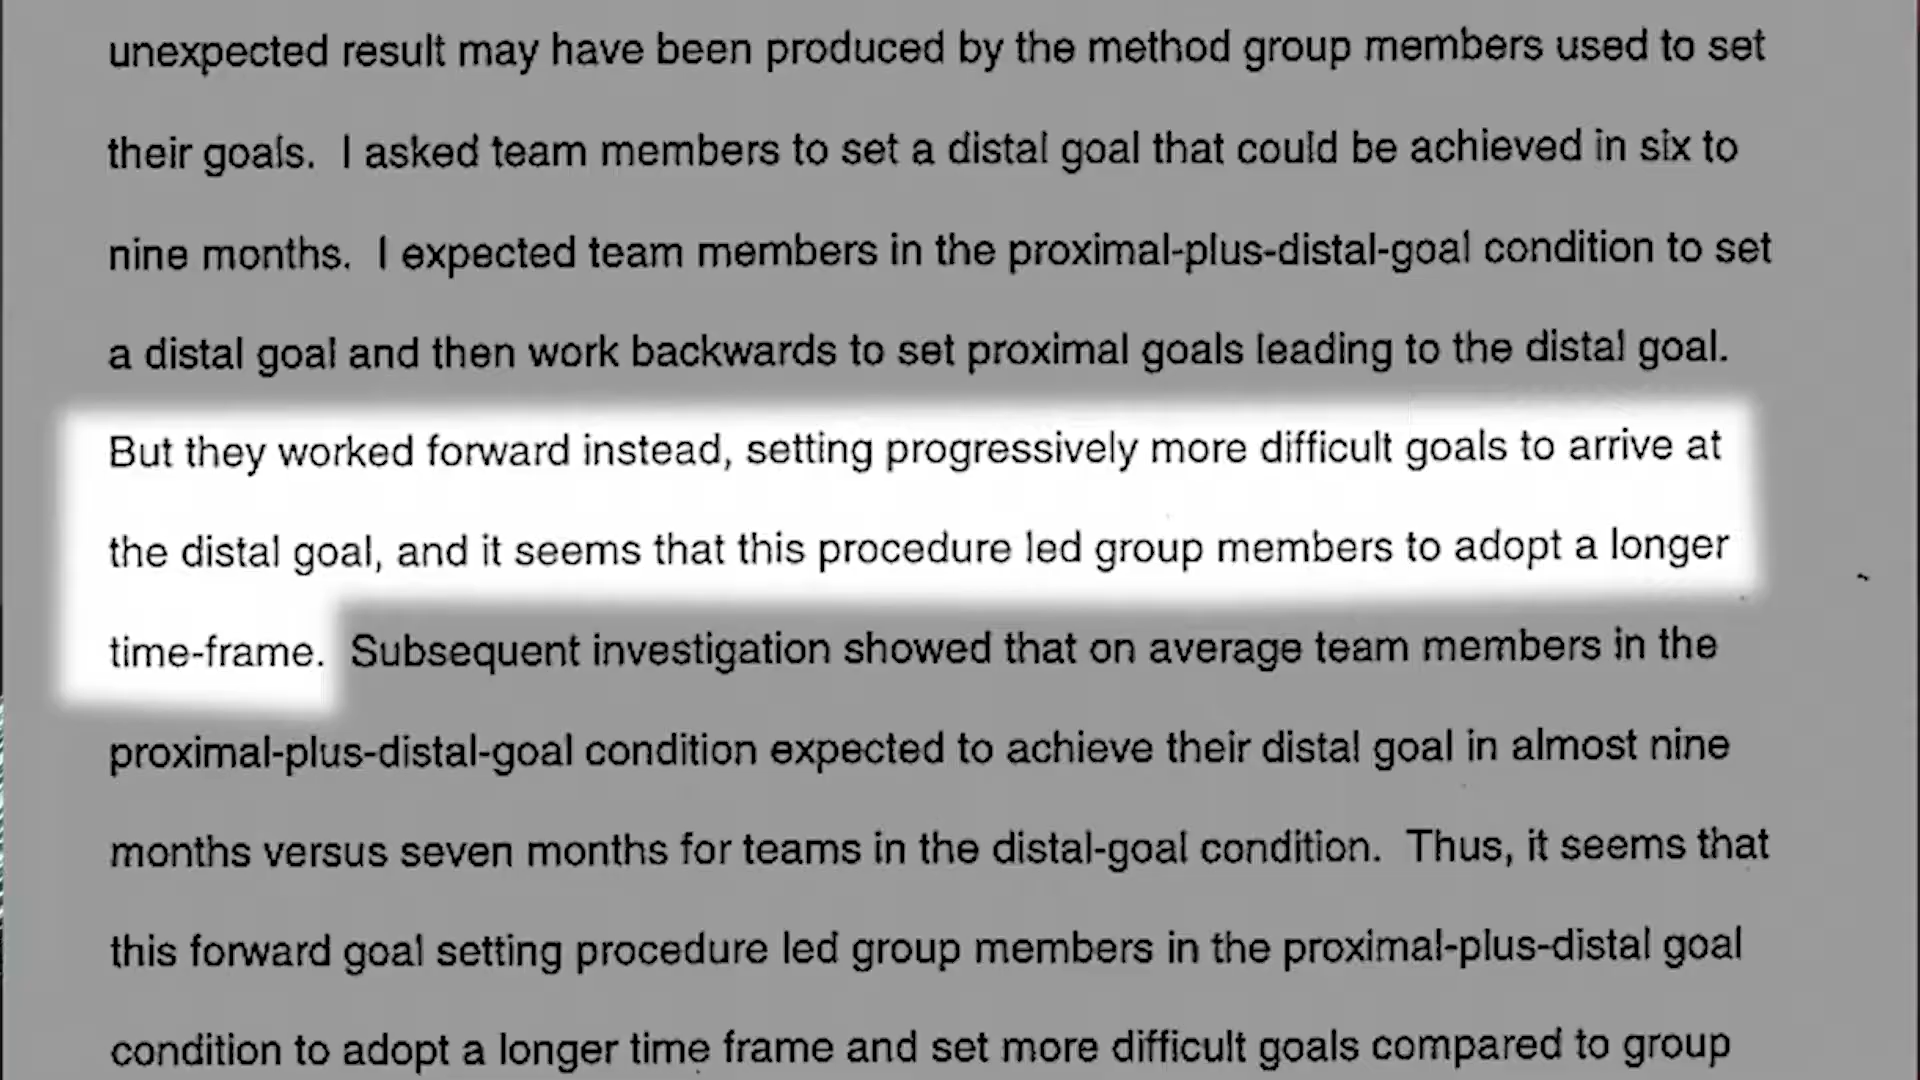 unexpected result may have been produced by the method group members used to set
their goals. I asked team members to set a distal goal that could be achieved in six to
nine months. I expected team members in the proximal-plus-distal-goal condition to set
a distal goal and then work backwards to set proximal goals leading to the distal goal.
But they worked forward instead, setting progressively more difficult goals to arrive at
the distal goal, and it seems that this procedure led group members to adopt a longer
time-frame. Subsequent investigation showed that on average team members in the
proximal-plus-distal-goal condition expected to achieve their distal goal in almost nine
months versus seven months for teams in the distal-goal condition. Thus, it seems that
this forward goal setting procedure led group members in the proximal-plus-distal goal
condition to adopt a longer time frame and set more difficult goals compared to group